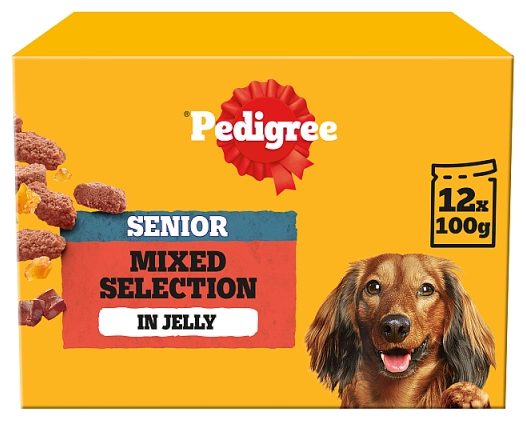 ® Pedigree
12x
100g
SENIOR
MIXED
SELECTION
IN JELLY